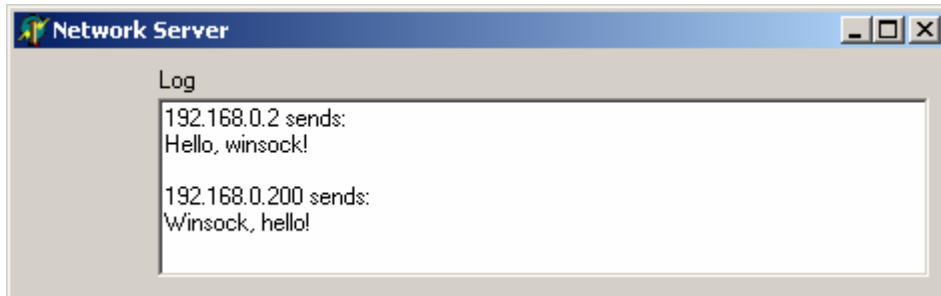 Network Server
Log
192.168.0.2 sends:
Hello, winsock!
192.168.0.200 sends:
Winsock, hello!